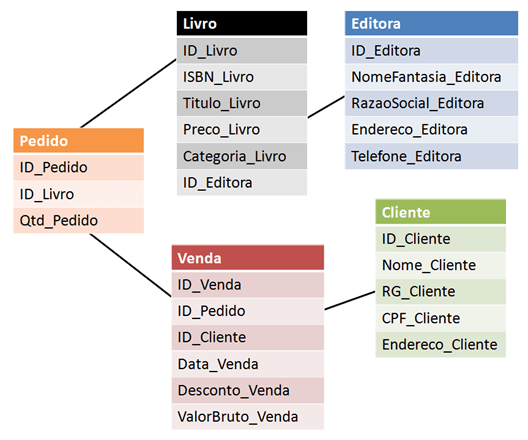 Livro
ID_Livro
ISBN_Livro
Titulo_Livro
Preco_Livro
Categoria_Livro
ID_Editora
Editora
ID_Editora
NomeFantasia_Editora
RazaoSocial_Editora
Endereco_Editora
Telefone_Editora
Pedido
ID_Pedido
ID_Livro
Qtd_Pedido
Venda
ID_Venda
ID_Pedido
ID_Cliente
Data_Venda
Desconto_Venda
ValorBruto_Venda
Cliente
ID_Cliente
Nome_Cliente
RG_Cliente
CPF_Cliente
Endereco_Cliente